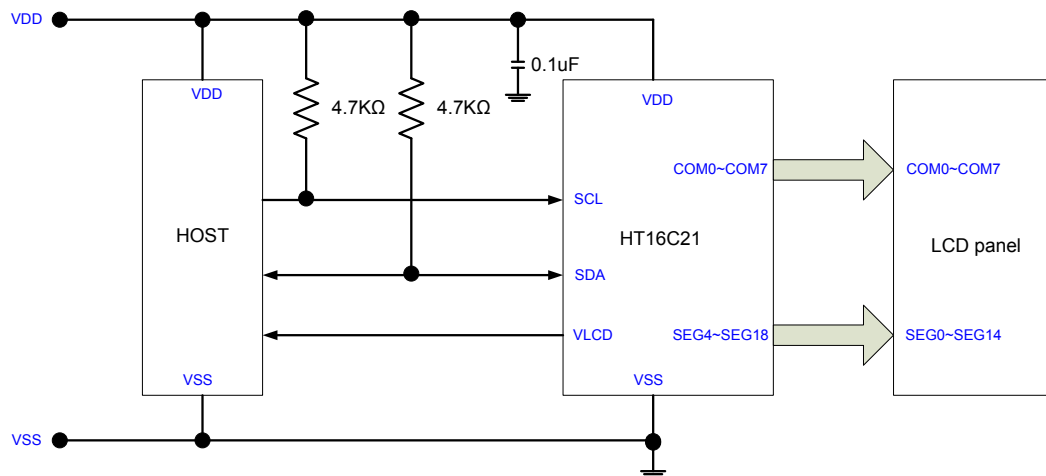 VDD
0.1uF
VDD
4.7KΩ
4.7KΩ
VDD
COM0~COM7
COM0~COM7
SCL
HOST
HT16C21
LCD panel
SDA
VLCD
SEG4~SEG18
SEG0~SEG14
VSS
VSS
VSS